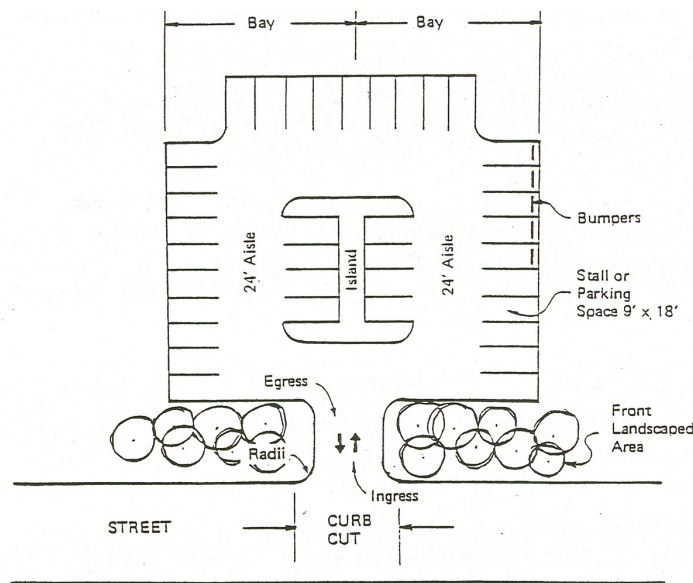 Bay
Bay
24' Aisle
Island
24' Aisle
Bumpers
Stall or
Parking
Space 9' x 18'
Egress
Front
Landscaped
Area
Radii
Ingress
STREET
CURB
CUT